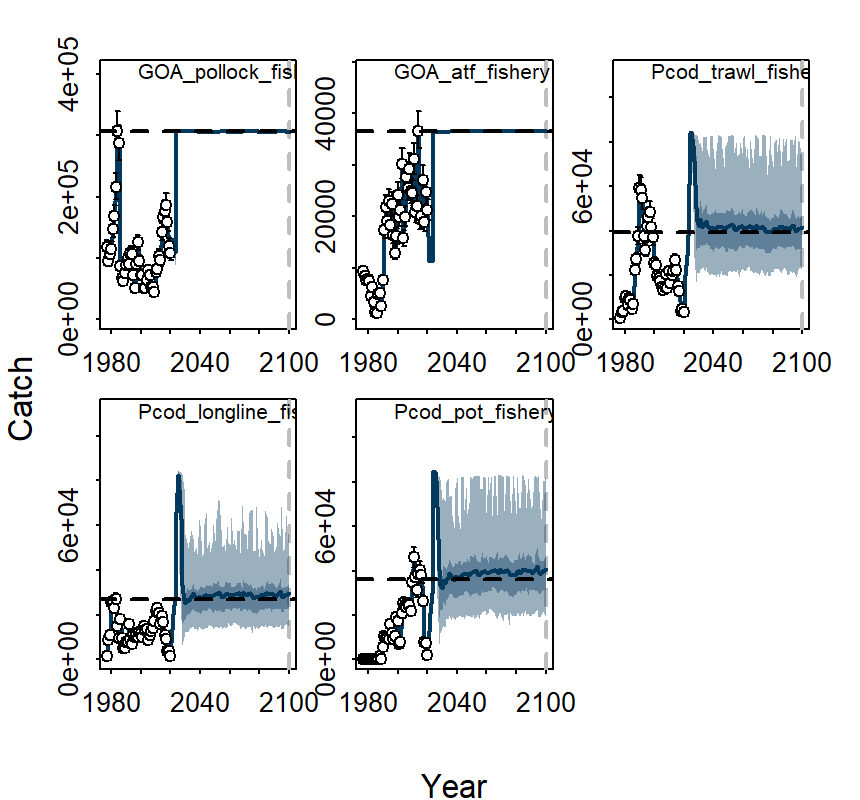 GOA_pollock_fish
GOA_atf_fishery
Pcod_trawl_fishe
0e+00 2e+05 4e+05
0 20000 40000
0e+00 6e+04
1980 2040 2100
1980 2040 2100
1980 2040 2100
Catch
Pcod_longline_fis
Pcod_pot_fishery
0e+00 6e+04
0e+00 6e+04
1980 2040 2100
1980 2040 2100
Year